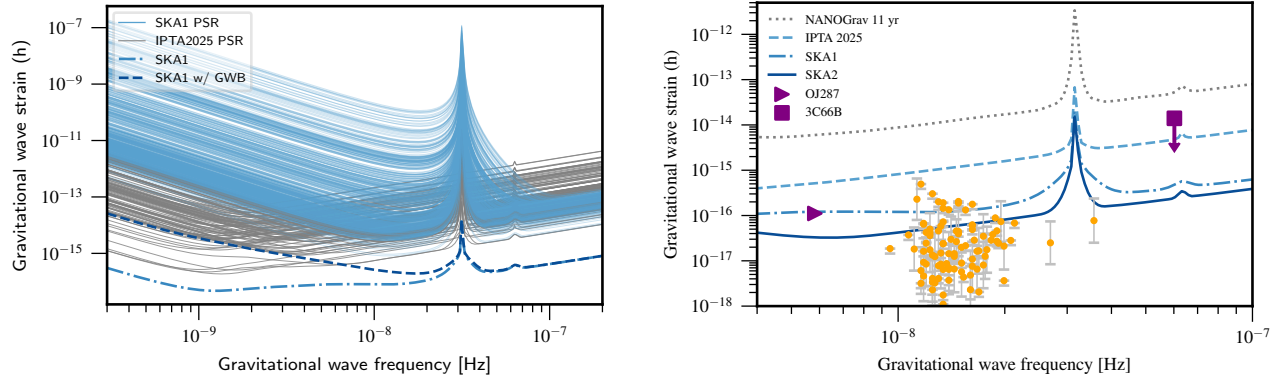 10^{-7}
10^{-9}
10^{-11}
10^{-13}
10^{-15}
Gravitational wave strain (h)
SKA1 PSR
IPTA2025 PSR
SKA1
SKA1 w/ GWB
10^{-9}
10^{-8}
10^{-7}
Gravitational wave frequency [Hz]
10^{-12}
10^{-13}
10^{-14}
10^{-15}
10^{-16}
10^{-17}
10^{-18}
Gravitational wave strain (h)
NANOGrav 11 yr
IPTA 2025
SKA1
SKA2
OJ287
3C66B
10^{-8}
10^{-7}
Gravitational wave frequency [Hz]